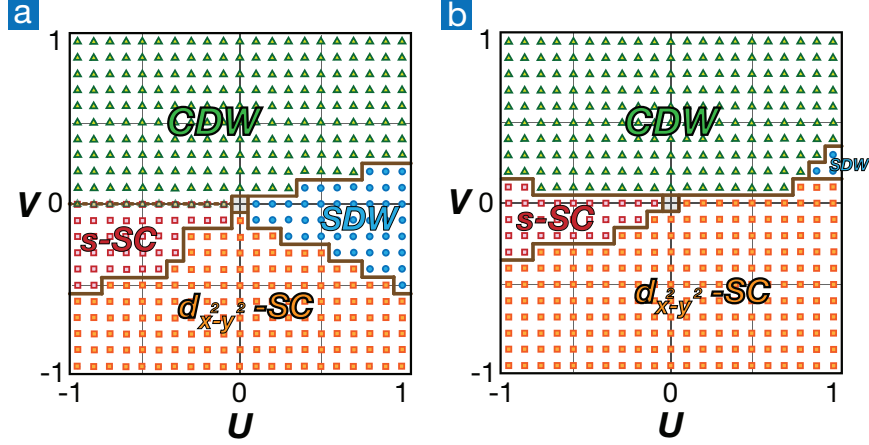 a
1
CDW
V 0
SDW
s-SC
d x²-y² -SC
-1
-1 0 1
U
b
1
CDW
SDW
V 0
s-SC
d x²-y² -SC
-1
-1 0 1
U